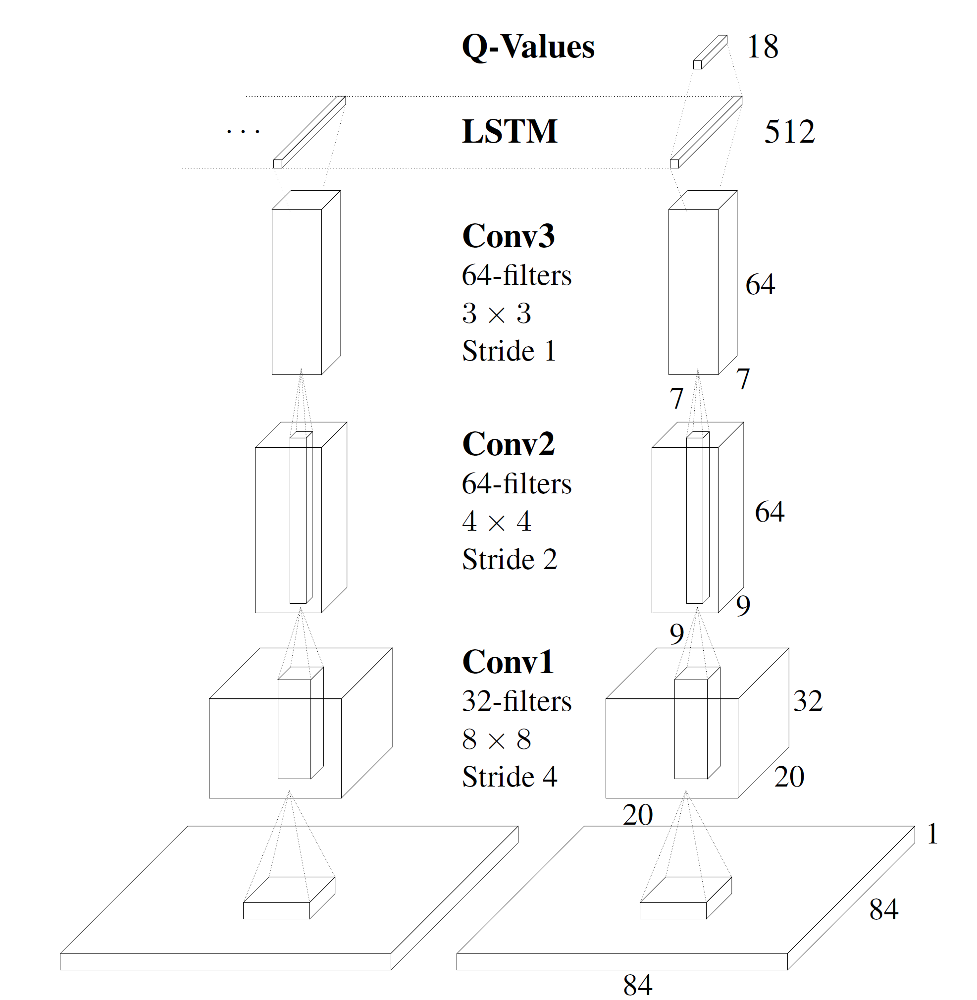 Q-Values
18
· · ·
LSTM
512
Conv3
64-filters
3 × 3
Stride 1
64
7
7
Conv2
64-filters
4 × 4
Stride 2
64
9
9
Conv1
32-filters
8 × 8
Stride 4
32
20
20
1
84
84